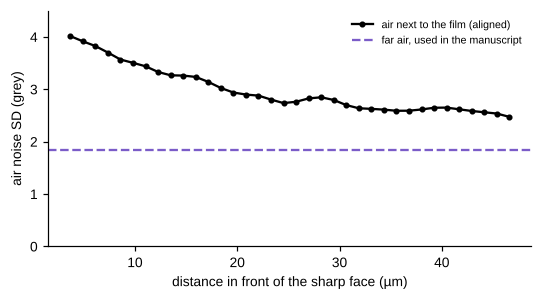 air next to the film (aligned)
far air, used in the manuscript
air noise SD (grey)
4
3
2
1
0
10 20 30 40
distance in front of the sharp face (µm)